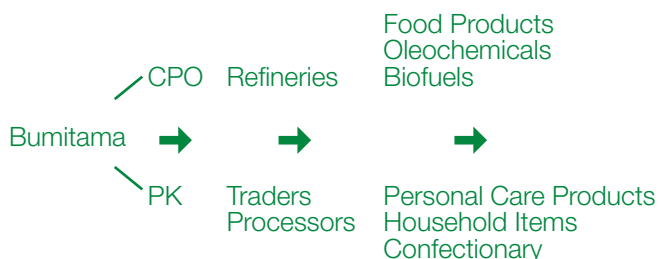 Food Products
Oleochemicals
CPO Refineries Biofuels
Bumitama
PK Traders Personal Care Products
Processors Household Items
Confectionary